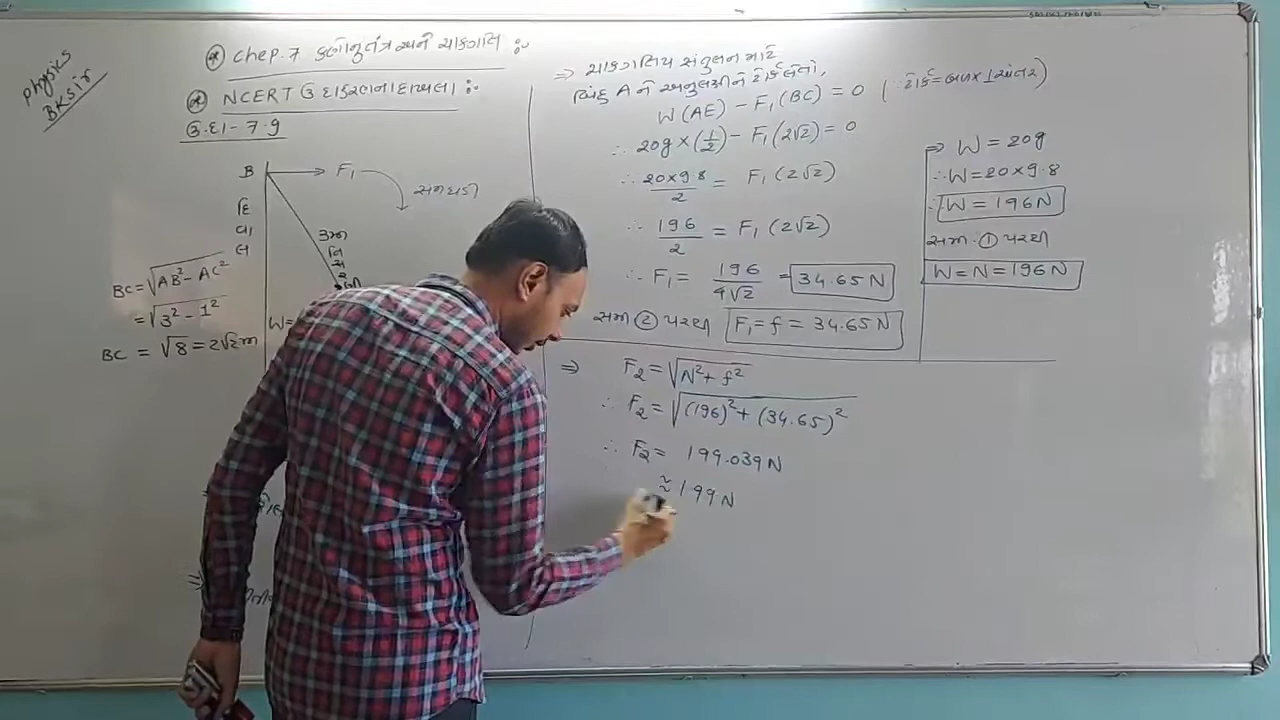 Physics
BKSir
* Chep. 7 કણોનુતંત્ર અને ચાકગતિ :-
* NCERT ઉદાહરણના દાખલા :-
ઉ.દા- 7.9
B → F₁
સમઘડી
દિ
વા
લ
3m
નિ
સ
ર
ણી
BC = √AB² - AC²
= √3² - 1²
BC = √8 = 2√2m
W=
⇒ ચાકગતિય સંતુલન માટે
બિંદુ A ને અનુલક્ષીને ટોર્ક લેતો,
W(AE) - F₁(BC) = 0 (∵ ટોર્ક = બળ × ⊥અંતર)
∴ 20g × (1/2) - F₁(2√2) = 0
∴ 20×9.8/2 = F₁(2√2)
∴ 196/2 = F₁(2√2)
∴ F₁ = 196/4√2 = 34.65 N
સમ ② પરથી F₁ = f = 34.65 N
⇒ W = 20g
∴ W = 20×9.8
∴ W = 196N
સમ. ① પરથી
W = N = 196 N
⇒ F₂ = √N² + f²
∴ F₂ = √(196)² + (34.65)²
∴ F₂ = 199.039 N
≈ 199 N